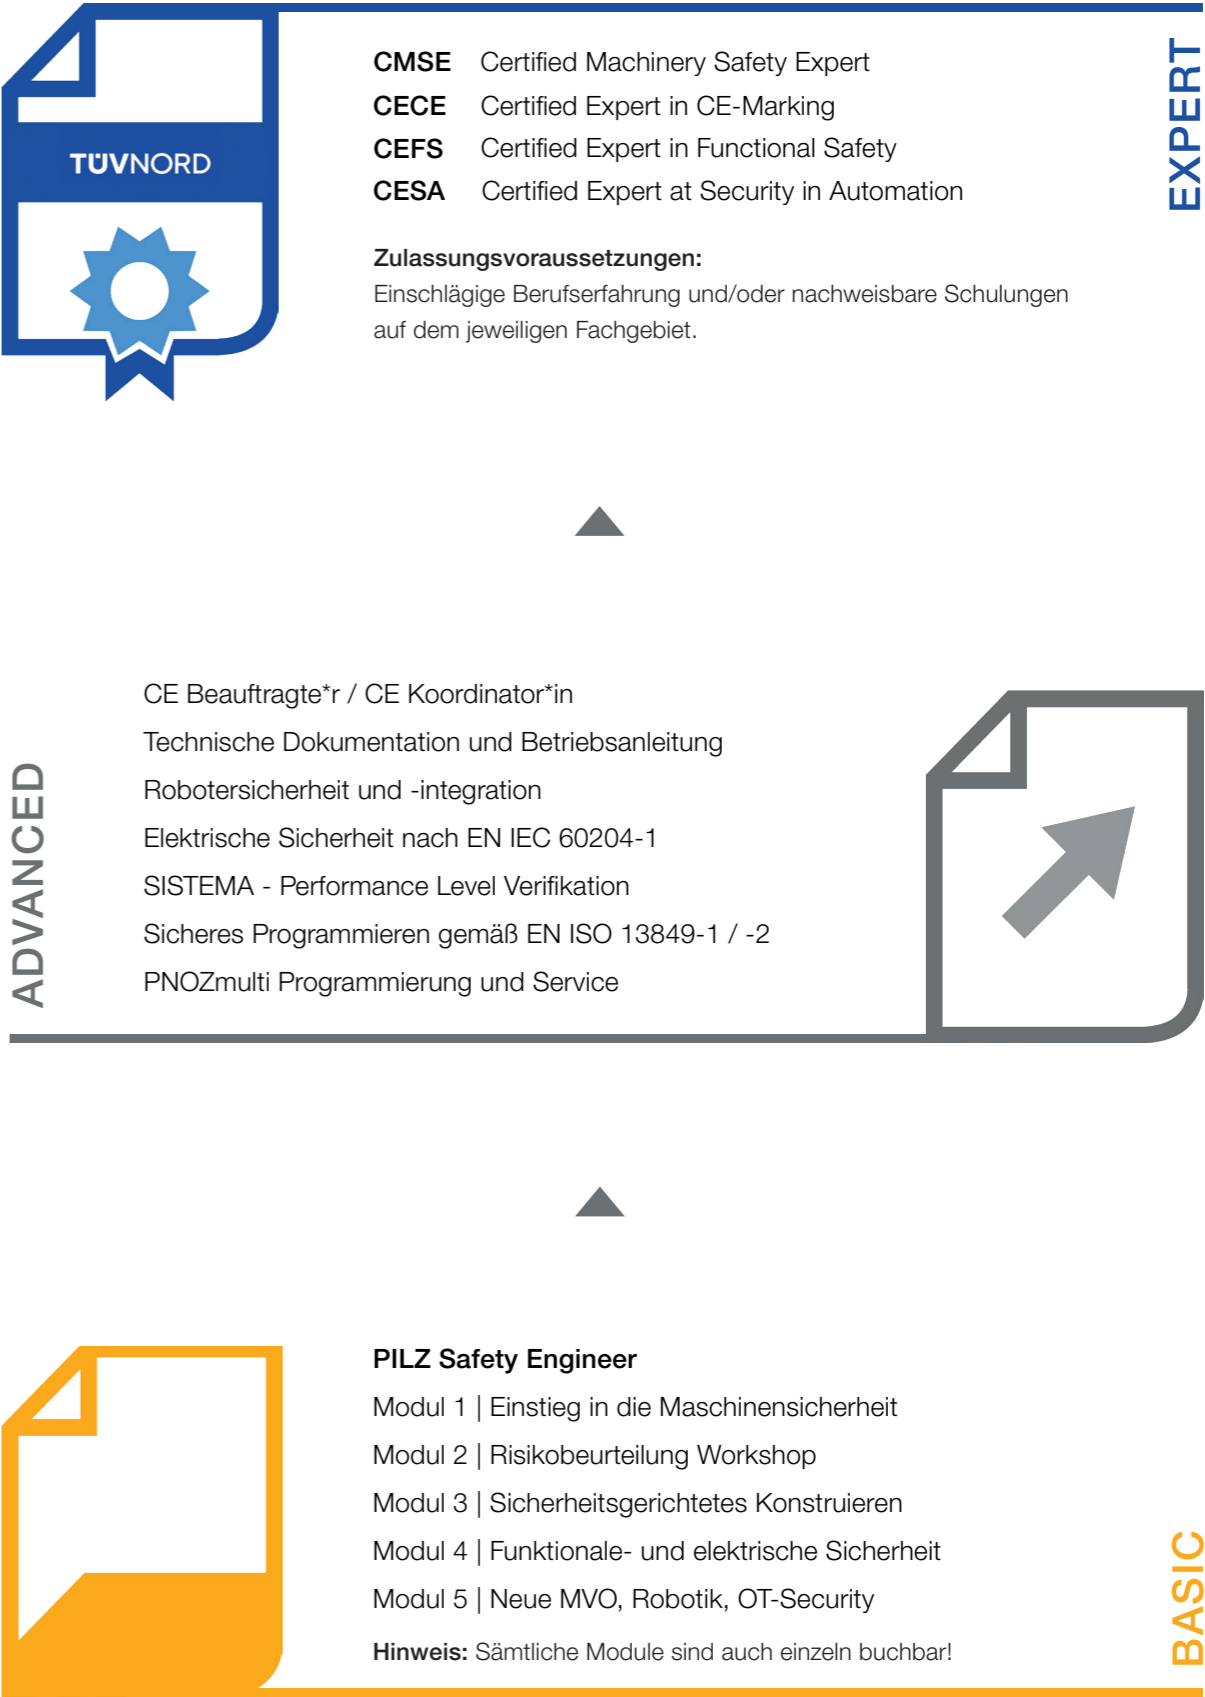 EXPERT
TÜVNORD
CMSE Certified Machinery Safety Expert
CECE Certified Expert in CE-Marking
CEFS Certified Expert in Functional Safety
CESA Certified Expert at Security in Automation
Zulassungsvoraussetzungen:
Einschlägige Berufserfahrung und/oder nachweisbare Schulungen
auf dem jeweiligen Fachgebiet.
ADVANCED
CE Beauftragte*r / CE Koordinator*in
Technische Dokumentation und Betriebsanleitung
Robotersicherheit und -integration
Elektrische Sicherheit nach EN IEC 60204-1
SISTEMA - Performance Level Verifikation
Sicheres Programmieren gemäß EN ISO 13849-1 / -2
PNOZmulti Programmierung und Service
BASIC
PILZ Safety Engineer
Modul 1 | Einstieg in die Maschinensicherheit
Modul 2 | Risikobeurteilung Workshop
Modul 3 | Sicherheitsgerichtetes Konstruieren
Modul 4 | Funktionale- und elektrische Sicherheit
Modul 5 | Neue MVO, Robotik, OT-Security
Hinweis: Sämtliche Module sind auch einzeln buchbar!